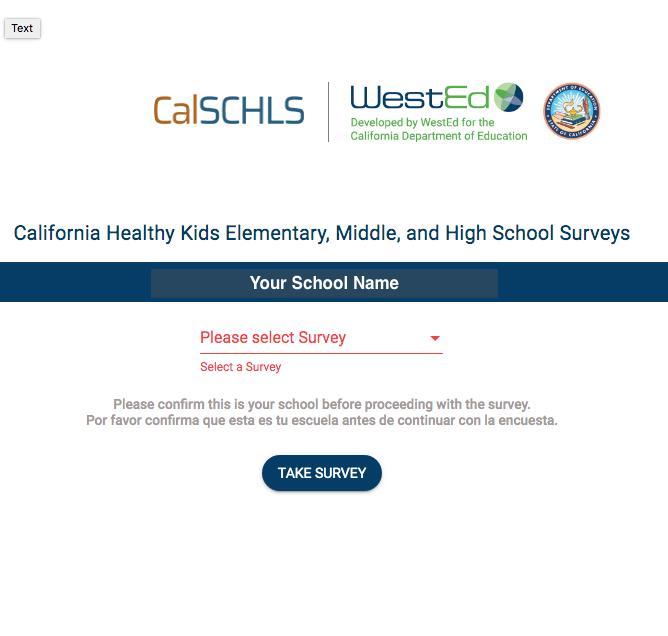 Text
CalSCHLS
WestEd
Developed by WestEd for the
California Department of Education
DEPARTMENT OF EDUCATION
STATE OF CALIFORNIA
California Healthy Kids Elementary, Middle, and High School Surveys
Your School Name
Please select Survey
Select a Survey
Please confirm this is your school before proceeding with the survey.
Por favor confirma que esta es tu escuela antes de continuar con la encuesta.
TAKE SURVEY